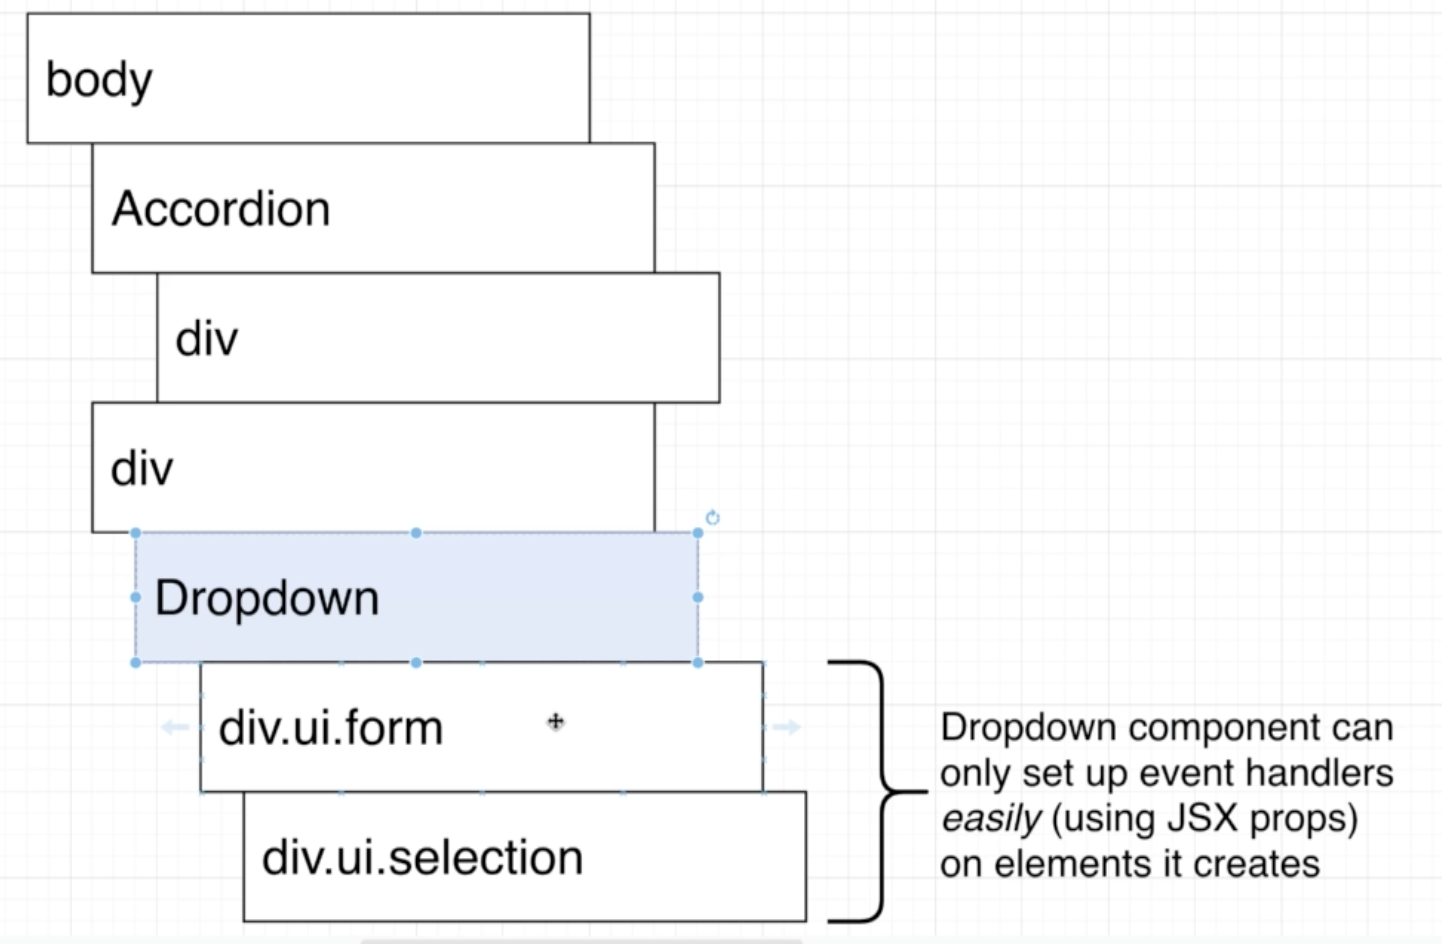 body
Accordion
div
div
Dropdown
div.ui.form
div.ui.selection
Dropdown component can
only set up event handlers
easily (using JSX props)
on elements it creates